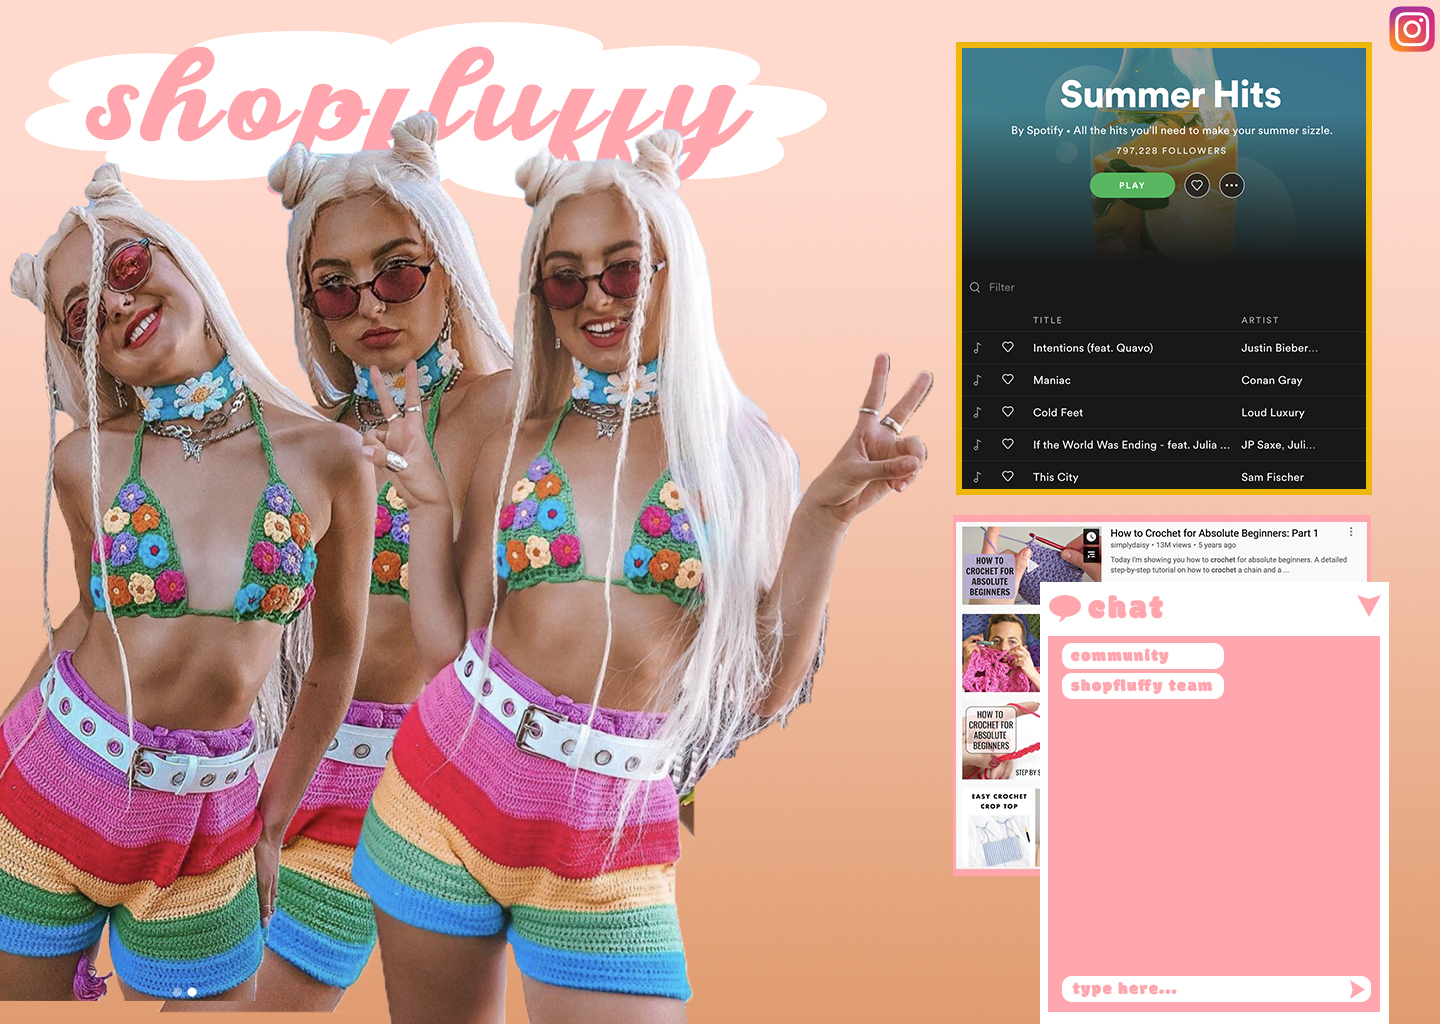 shopfluffy
Summer Hits
By Spotify • All the hits you'll need to make your summer sizzle.
797,228 FOLLOWERS
PLAY
Filter
TITLE ARTIST
Intentions (feat. Quavo) Justin Bieber...
Maniac Conan Gray
Cold Feet Loud Luxury
If the World Was Ending - feat. Julia ... JP Saxe, Juli...
This City Sam Fischer
How to Crochet for Absolute Beginners: Part 1
simplydaisy • 13M views • 5 years ago
Today I'm showing you how to crochet for absolute beginners. A detailed
step-by-step tutorial on how to crochet a chain and a ...
HOW TO
CROCHET FOR
ABSOLUTE
BEGINNERS
HOW TO
CROCHET FOR
ABSOLUTE
BEGINNERS
STEP BY S
EASY CROCHET
CROP TOP
chat
community
shopfluffy team
type here...